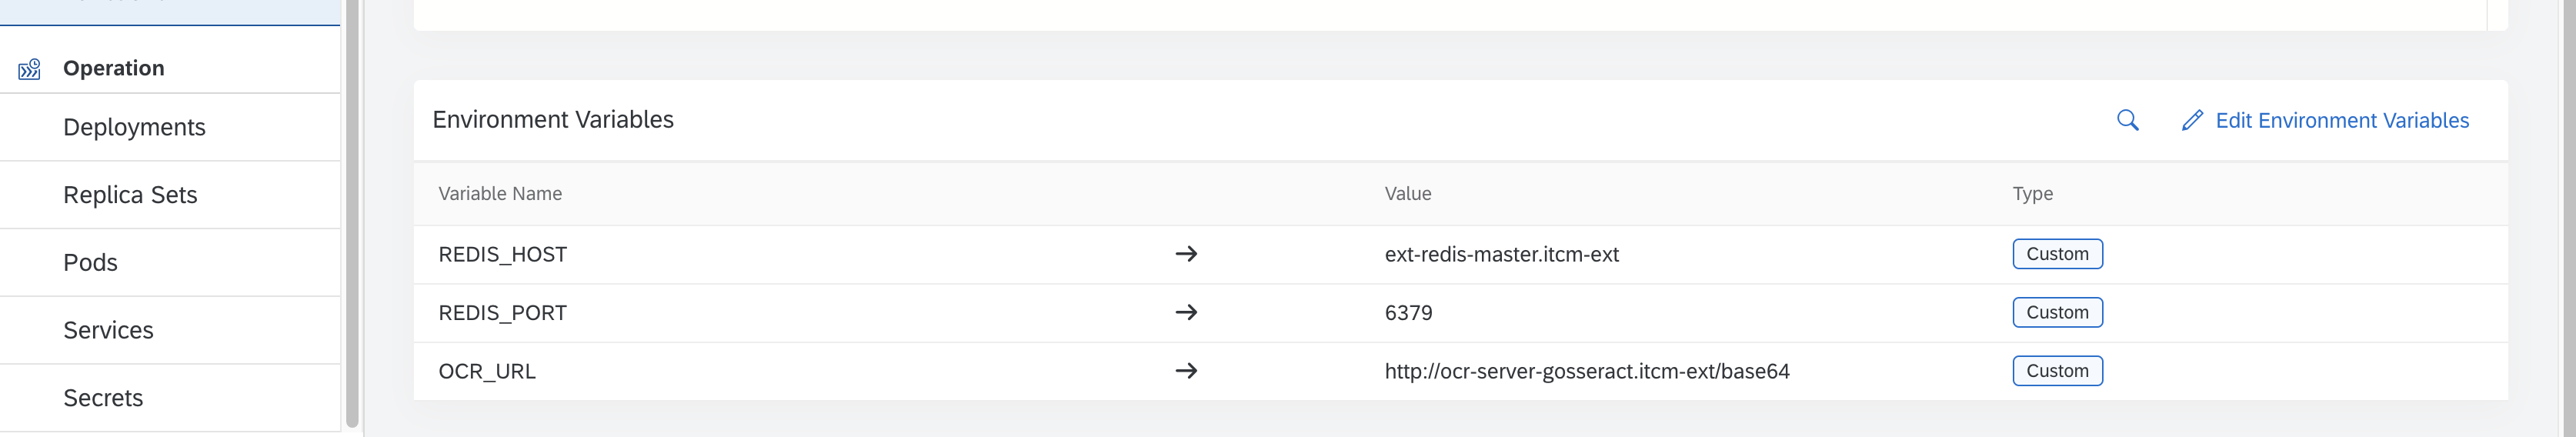 Operation
Deployments
Replica Sets
Pods
Services
Secrets
Environment Variables
Edit Environment Variables
Variable Name Value Type
REDIS_HOST → ext-redis-master.itcm-ext Custom
REDIS_PORT → 6379 Custom
OCR_URL → http://ocr-server-gosseract.itcm-ext/base64 Custom